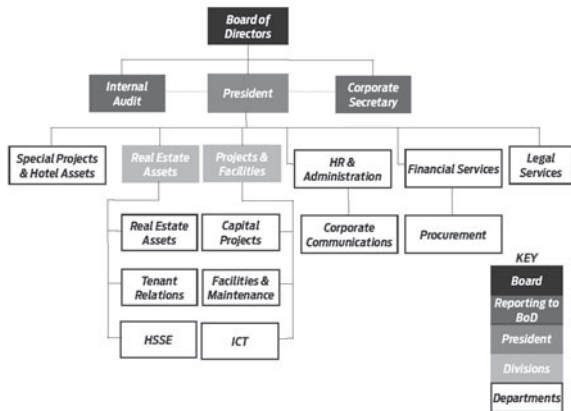 Board of
Directors
Internal
Audit
President
Corporate
Secretary
Special Projects
& Hotel Assets
Real Estate
Assets
Projects &
Facilities
HR &
Administration
Financial Services
Legal
Services
Real Estate
Assets
Capital
Projects
Corporate
Communications
Procurement
Tenant
Relations
Facilities &
Maintenance
HSSE
ICT
KEY
Board
Reporting to
BoD
President
Divisions
Departments